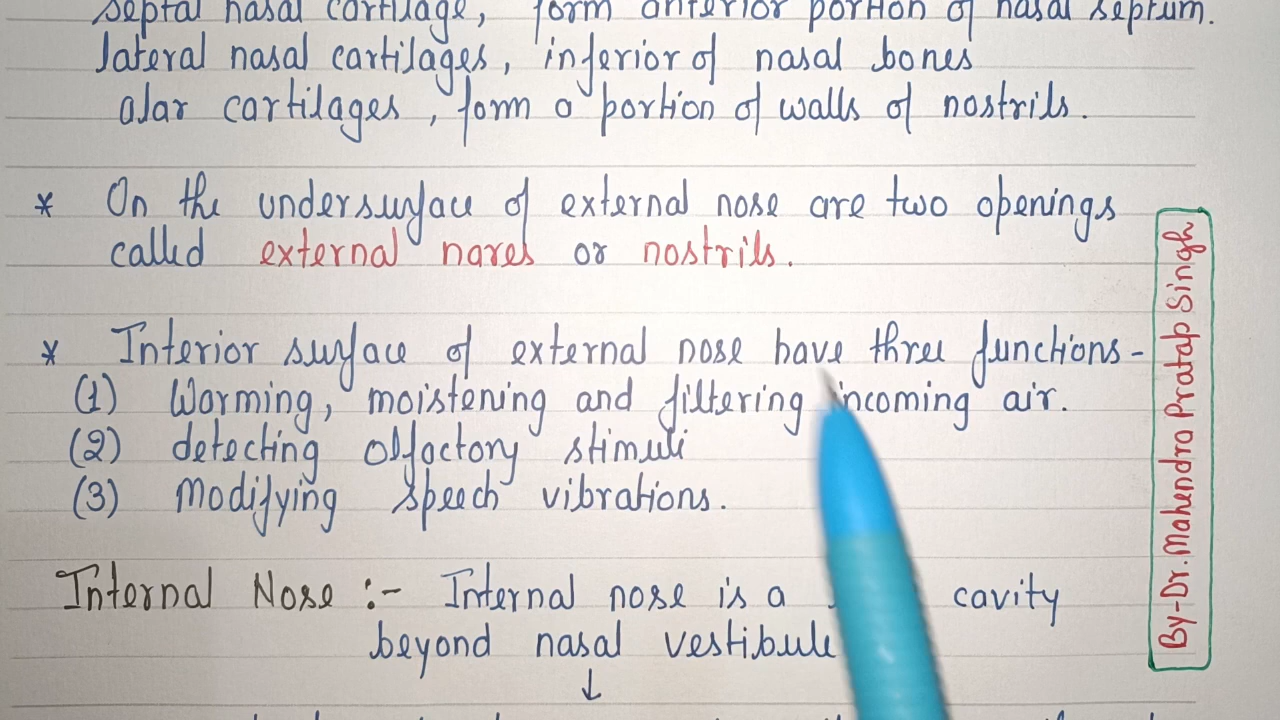 septal nasal cartilage, form anterior portion of nasal septum.
lateral nasal cartilages, inferior of nasal bones
alar cartilages, form a portion of walls of nostrils.
* On the undersurface of external nose are two openings
called external nares or nostrils.
* Interior surface of external nose have three functions-
(1) Warming, moistening and filtering incoming air.
(2) detecting olfactory stimuli
(3) Modifying speech vibrations.
Internal Nose :- Internal nose is a cavity
beyond nasal vestibule
↓
By-Dr. Mahendra Pratap Singh